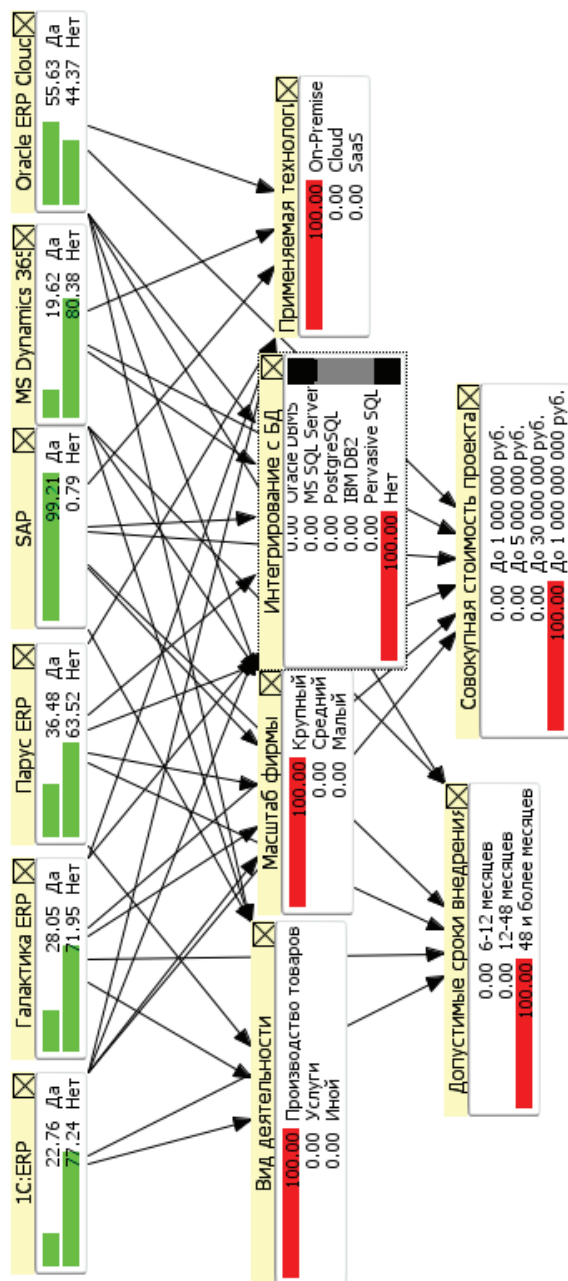 1C:ERP
22.76 Да
77.24 Нет
Галактика ERP
28.05 Да
71.95 Нет
Парус ERP
36.48 Да
63.52 Нет
SAP
99.21 Да
0.79 Нет
MS Dynamics 365
19.62 Да
80.38 Нет
Oracle ERP Cloud
55.63 Да
44.37 Нет
Вид деятельности
100.00 Производство товаров
0.00 Услуги
0.00 Иной
Масштаб фирмы
100.00 Крупный
0.00 Средний
0.00 Малый
Интегрирование с БД
0.00 Oracle DBMS
0.00 MS SQL Server
0.00 PostgreSQL
0.00 IBM DB2
0.00 Pervasive SQL
100.00 Нет
Применяемая технологи
100.00 On-Premise
0.00 Cloud
0.00 SaaS
Допустимые сроки внедрения
0.00 6-12 месяцев
0.00 12-48 месяцев
100.00 48 и более месяцев
Совокупная стоимость проекта
0.00 До 1 000 000 руб.
0.00 До 5 000 000 руб.
0.00 До 30 000 000 руб.
100.00 До 1 000 000 000 руб.